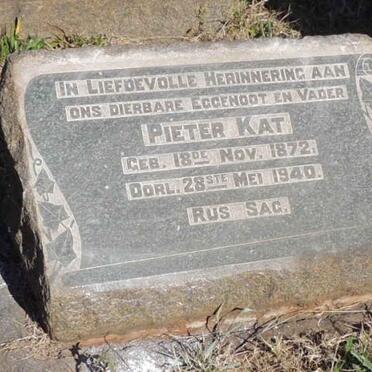 IN LIEFDEVOLLE HERINNERING AAN
ONS DIERBARE EGGENOOT EN VADER
PIETER KAT
GEB. 18DE NOV. 1872.
OORL. 28STE MEI 1940.
RUS SAG.